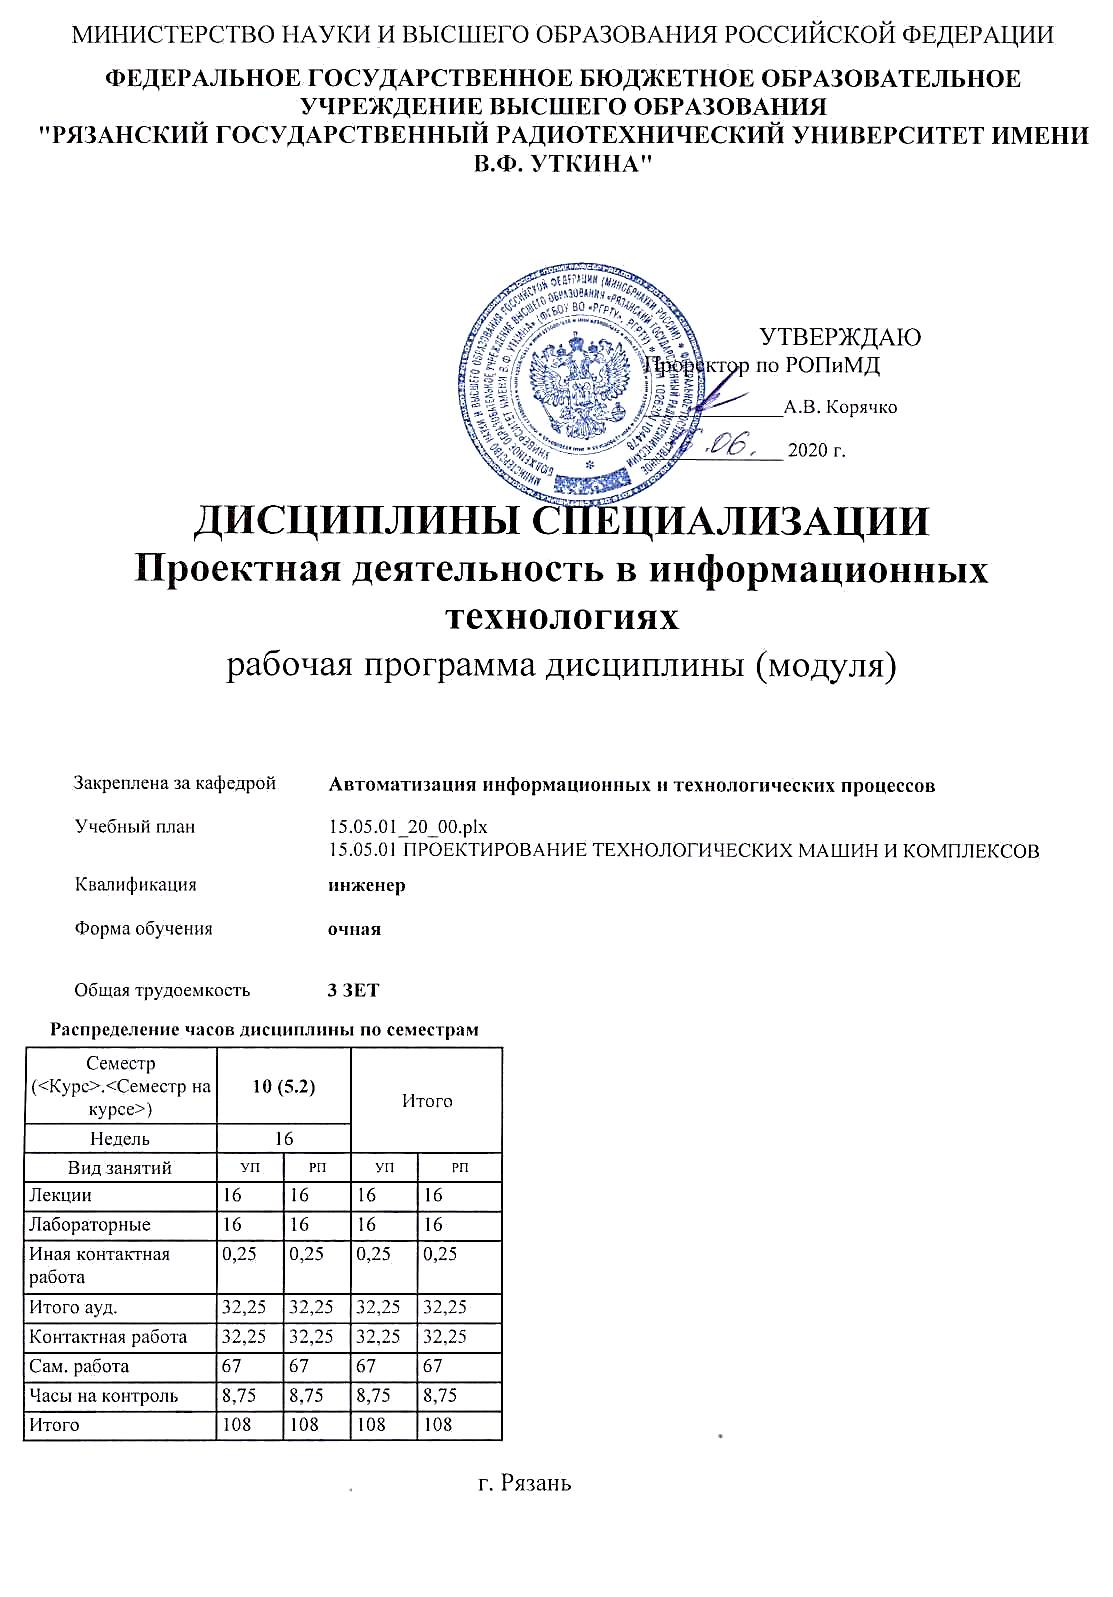 МИНИСТЕРСТВО НАУКИ И ВЫСШЕГО ОБРАЗОВАНИЯ РОССИЙСКОЙ ФЕДЕРАЦИИ
ФЕДЕРАЛЬНОЕ ГОСУДАРСТВЕННОЕ БЮДЖЕТНОЕ ОБРАЗОВАТЕЛЬНОЕ
УЧРЕЖДЕНИЕ ВЫСШЕГО ОБРАЗОВАНИЯ
"РЯЗАНСКИЙ ГОСУДАРСТВЕННЫЙ РАДИОТЕХНИЧЕСКИЙ УНИВЕРСИТЕТ ИМЕНИ
В.Ф. УТКИНА"
УТВЕРЖДАЮ
Проректор по РОПиМД
А.В. Корячко
.06. 2020 г.
ДИСЦИПЛИНЫ СПЕЦИАЛИЗАЦИИ
Проектная деятельность в информационных
технологиях
рабочая программа дисциплины (модуля)
Закреплена за кафедрой Автоматизация информационных и технологических процессов
Учебный план 15.05.01_20_00.plx
15.05.01 ПРОЕКТИРОВАНИЕ ТЕХНОЛОГИЧЕСКИХ МАШИН И КОМПЛЕКСОВ
Квалификация инженер
Форма обучения очная
Общая трудоемкость 3 ЗЕТ
Распределение часов дисциплины по семестрам
Семестр
(<Курс>.<Семестр на
курсе>) 10 (5.2) Итого
Недель 16
Вид занятий УП РП УП РП
Лекции 16 16 16 16
Лабораторные 16 16 16 16
Иная контактная 0,25 0,25 0,25 0,25
работа
Итого ауд. 32,25 32,25 32,25 32,25
Контактная работа 32,25 32,25 32,25 32,25
Сам. работа 67 67 67 67
Часы на контроль 8,75 8,75 8,75 8,75
Итого 108 108 108 108
г. Рязань